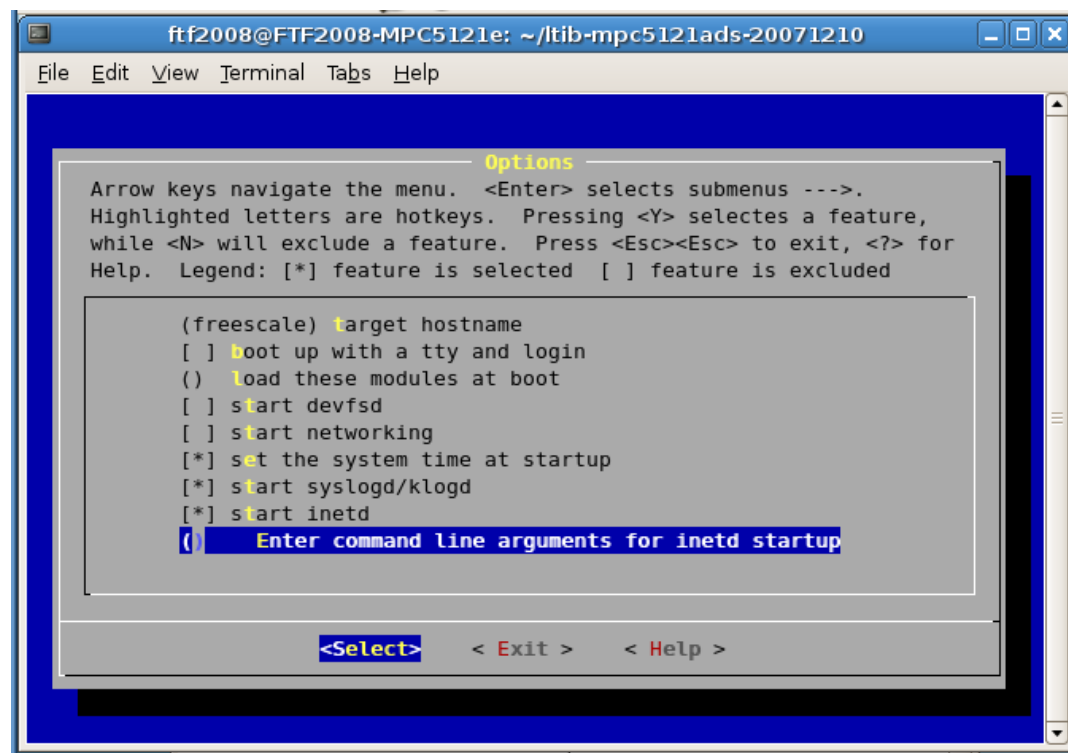 ftf2008@FTF2008-MPC5121e: ~/ltib-mpc5121ads-20071210
File Edit View Terminal Tabs Help
Options
Arrow keys navigate the menu. <Enter> selects submenus --->.
Highlighted letters are hotkeys. Pressing <Y> selectes a feature,
while <N> will exclude a feature. Press <Esc><Esc> to exit, <?> for
Help. Legend: [*] feature is selected [ ] feature is excluded
(freescale) target hostname
[ ] boot up with a tty and login
() load these modules at boot
[ ] start devfsd
[ ] start networking
[*] set the system time at startup
[*] start syslogd/klogd
[*] start inetd
() Enter command line arguments for inetd startup
<Select> < Exit > < Help >